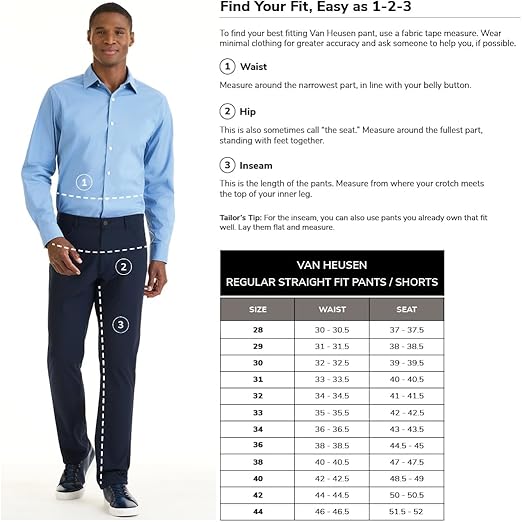 Find Your Fit, Easy as 1-2-3
To find your best fitting Van Heusen pant, use a fabric tape measure. Wear
minimal clothing for greater accuracy and ask someone to help you, if possible.
1 Waist
Measure around the narrowest part, in line with your belly button.
2 Hip
This is also sometimes call “the seat.” Measure around the fullest part,
standing with feet together.
3 Inseam
This is the length of the pants. Measure from where your crotch meets
the top of your inner leg.
Tailor's Tip: For the inseam, you can also use pants you already own that fit
well. Lay them flat and measure.
1
2
3
VAN HEUSEN
REGULAR STRAIGHT FIT PANTS / SHORTS
SIZE WAIST SEAT
28 30 - 30.5 37 - 37.5
29 31 - 31.5 38 - 38.5
30 32 - 32.5 39 - 39.5
31 33 - 33.5 40 - 40.5
32 34 - 34.5 41 - 41.5
33 35 - 35.5 42 - 42.5
34 36 - 36.5 43 - 43.5
36 38 - 38.5 44.5 - 45
38 40 - 40.5 47 - 47.5
40 42 - 42.5 48.5 - 49
42 44 - 44.5 50 - 50.5
44 46 - 46.5 51.5 - 52